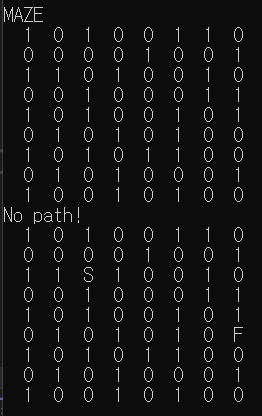 MAZE
1 0 1 0 0 1 1 0
0 0 0 0 1 0 0 1
1 1 0 1 0 0 1 0
0 0 1 0 0 0 1 1
1 0 1 0 0 0 0 1
0 1 0 1 0 1 0 0
1 0 1 0 1 1 0 0
0 1 0 1 0 0 0 0
1 0 0 1 0 1 0 0
No path!
1 0 1 0 0 1 1 0
0 0 0 0 1 0 0 1
1 1 S 1 0 0 1 0
0 0 1 0 0 0 1 1
1 0 1 0 0 0 0 1
0 1 0 1 0 1 0 F
1 0 1 0 1 1 0 0
0 1 0 1 0 0 0 0
1 0 0 1 0 1 0 0